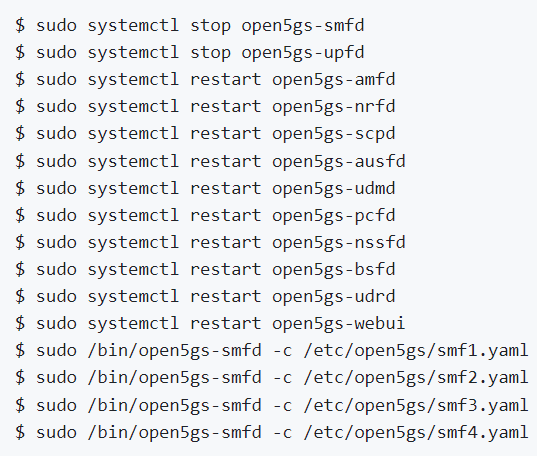 $ sudo systemctl stop open5gs-smfd
$ sudo systemctl stop open5gs-upfd
$ sudo systemctl restart open5gs-amfd
$ sudo systemctl restart open5gs-nrfd
$ sudo systemctl restart open5gs-scpd
$ sudo systemctl restart open5gs-ausfd
$ sudo systemctl restart open5gs-udmd
$ sudo systemctl restart open5gs-pcfd
$ sudo systemctl restart open5gs-nssfd
$ sudo systemctl restart open5gs-bsfd
$ sudo systemctl restart open5gs-udrd
$ sudo systemctl restart open5gs-webui
$ sudo /bin/open5gs-smfd -c /etc/open5gs/smf1.yaml
$ sudo /bin/open5gs-smfd -c /etc/open5gs/smf2.yaml
$ sudo /bin/open5gs-smfd -c /etc/open5gs/smf3.yaml
$ sudo /bin/open5gs-smfd -c /etc/open5gs/smf4.yaml